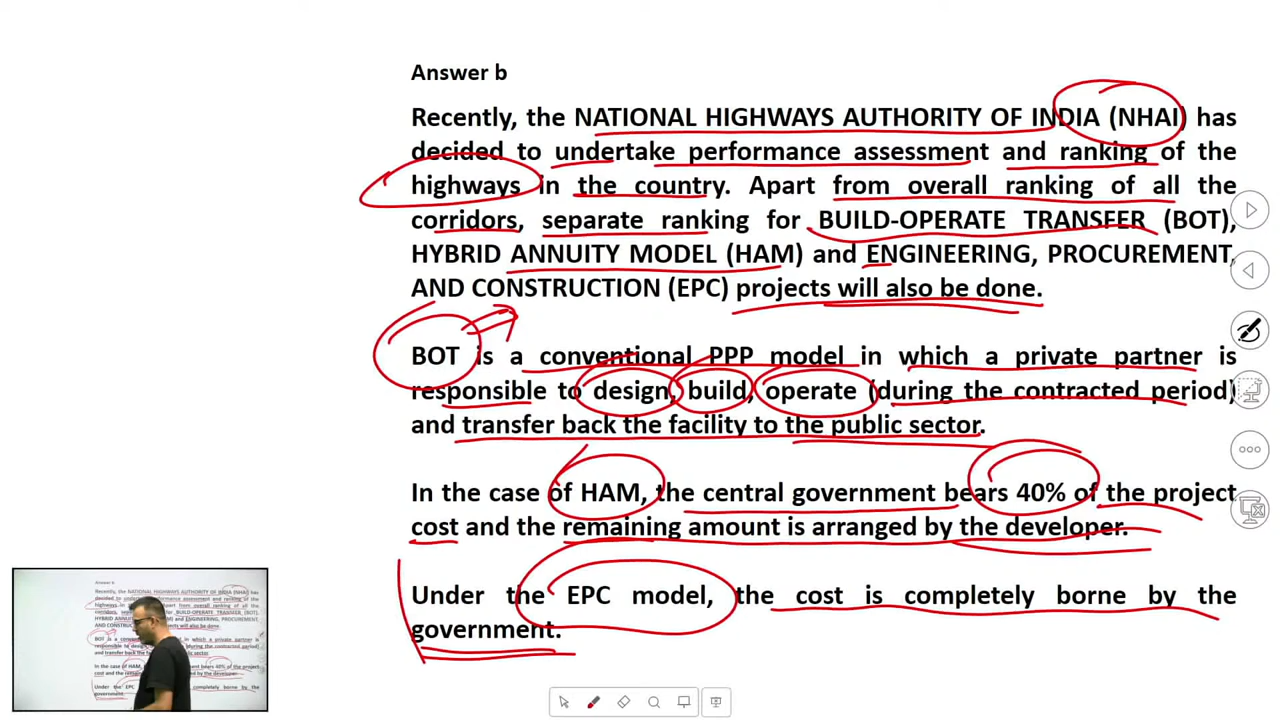 Answer b
Recently, the NATIONAL HIGHWAYS AUTHORITY OF INDIA (NHAI) has
decided to undertake performance assessment and ranking of the
highways in the country. Apart from overall ranking of all the
corridors, separate ranking for BUILD-OPERATE TRANSFER (BOT),
HYBRID ANNUITY MODEL (HAM) and ENGINEERING, PROCUREMENT,
AND CONSTRUCTION (EPC) projects will also be done.
BOT is a conventional PPP model in which a private partner is
responsible to design, build, operate (during the contracted period)
and transfer back the facility to the public sector.
In the case of HAM, the central government bears 40% of the project
cost and the remaining amount is arranged by the developer.
Under the EPC model, the cost is completely borne by the
government.